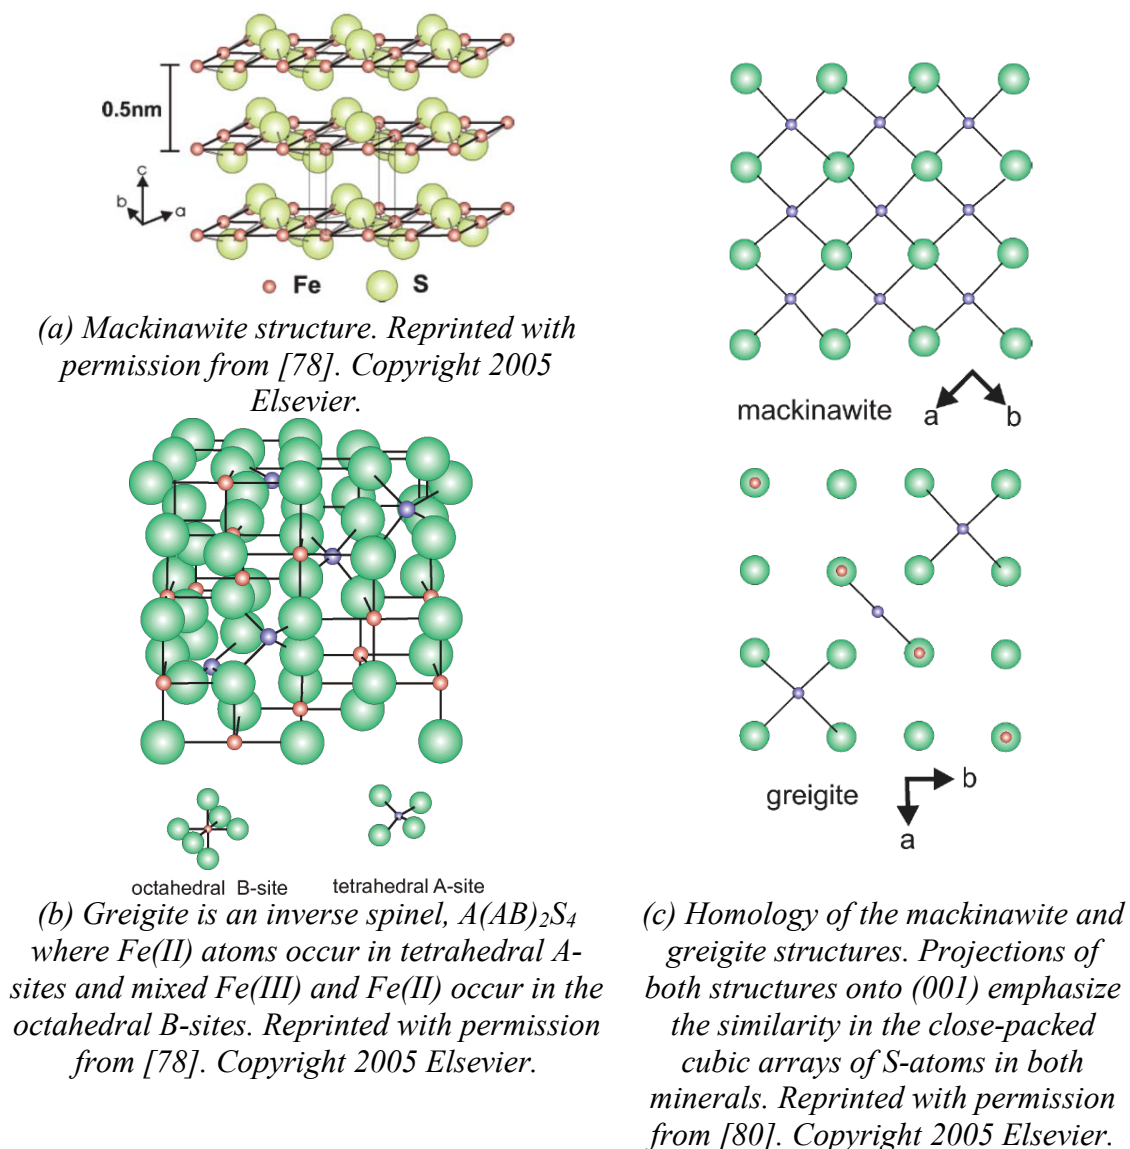 0.5nm
c
b
a
Fe
S
(a) Mackinawite structure. Reprinted with
permission from [78]. Copyright 2005
Elsevier.
octahedral B-site
tetrahedral A-site
(b) Greigite is an inverse spinel, A(AB)2S4
where Fe(II) atoms occur in tetrahedral A-
sites and mixed Fe(III) and Fe(II) occur in the
octahedral B-sites. Reprinted with permission
from [78]. Copyright 2005 Elsevier.
mackinawite
a
b
greigite
b
a
(c) Homology of the mackinawite and
greigite structures. Projections of
both structures onto (001) emphasize
the similarity in the close-packed
cubic arrays of S-atoms in both
minerals. Reprinted with permission
from [80]. Copyright 2005 Elsevier.